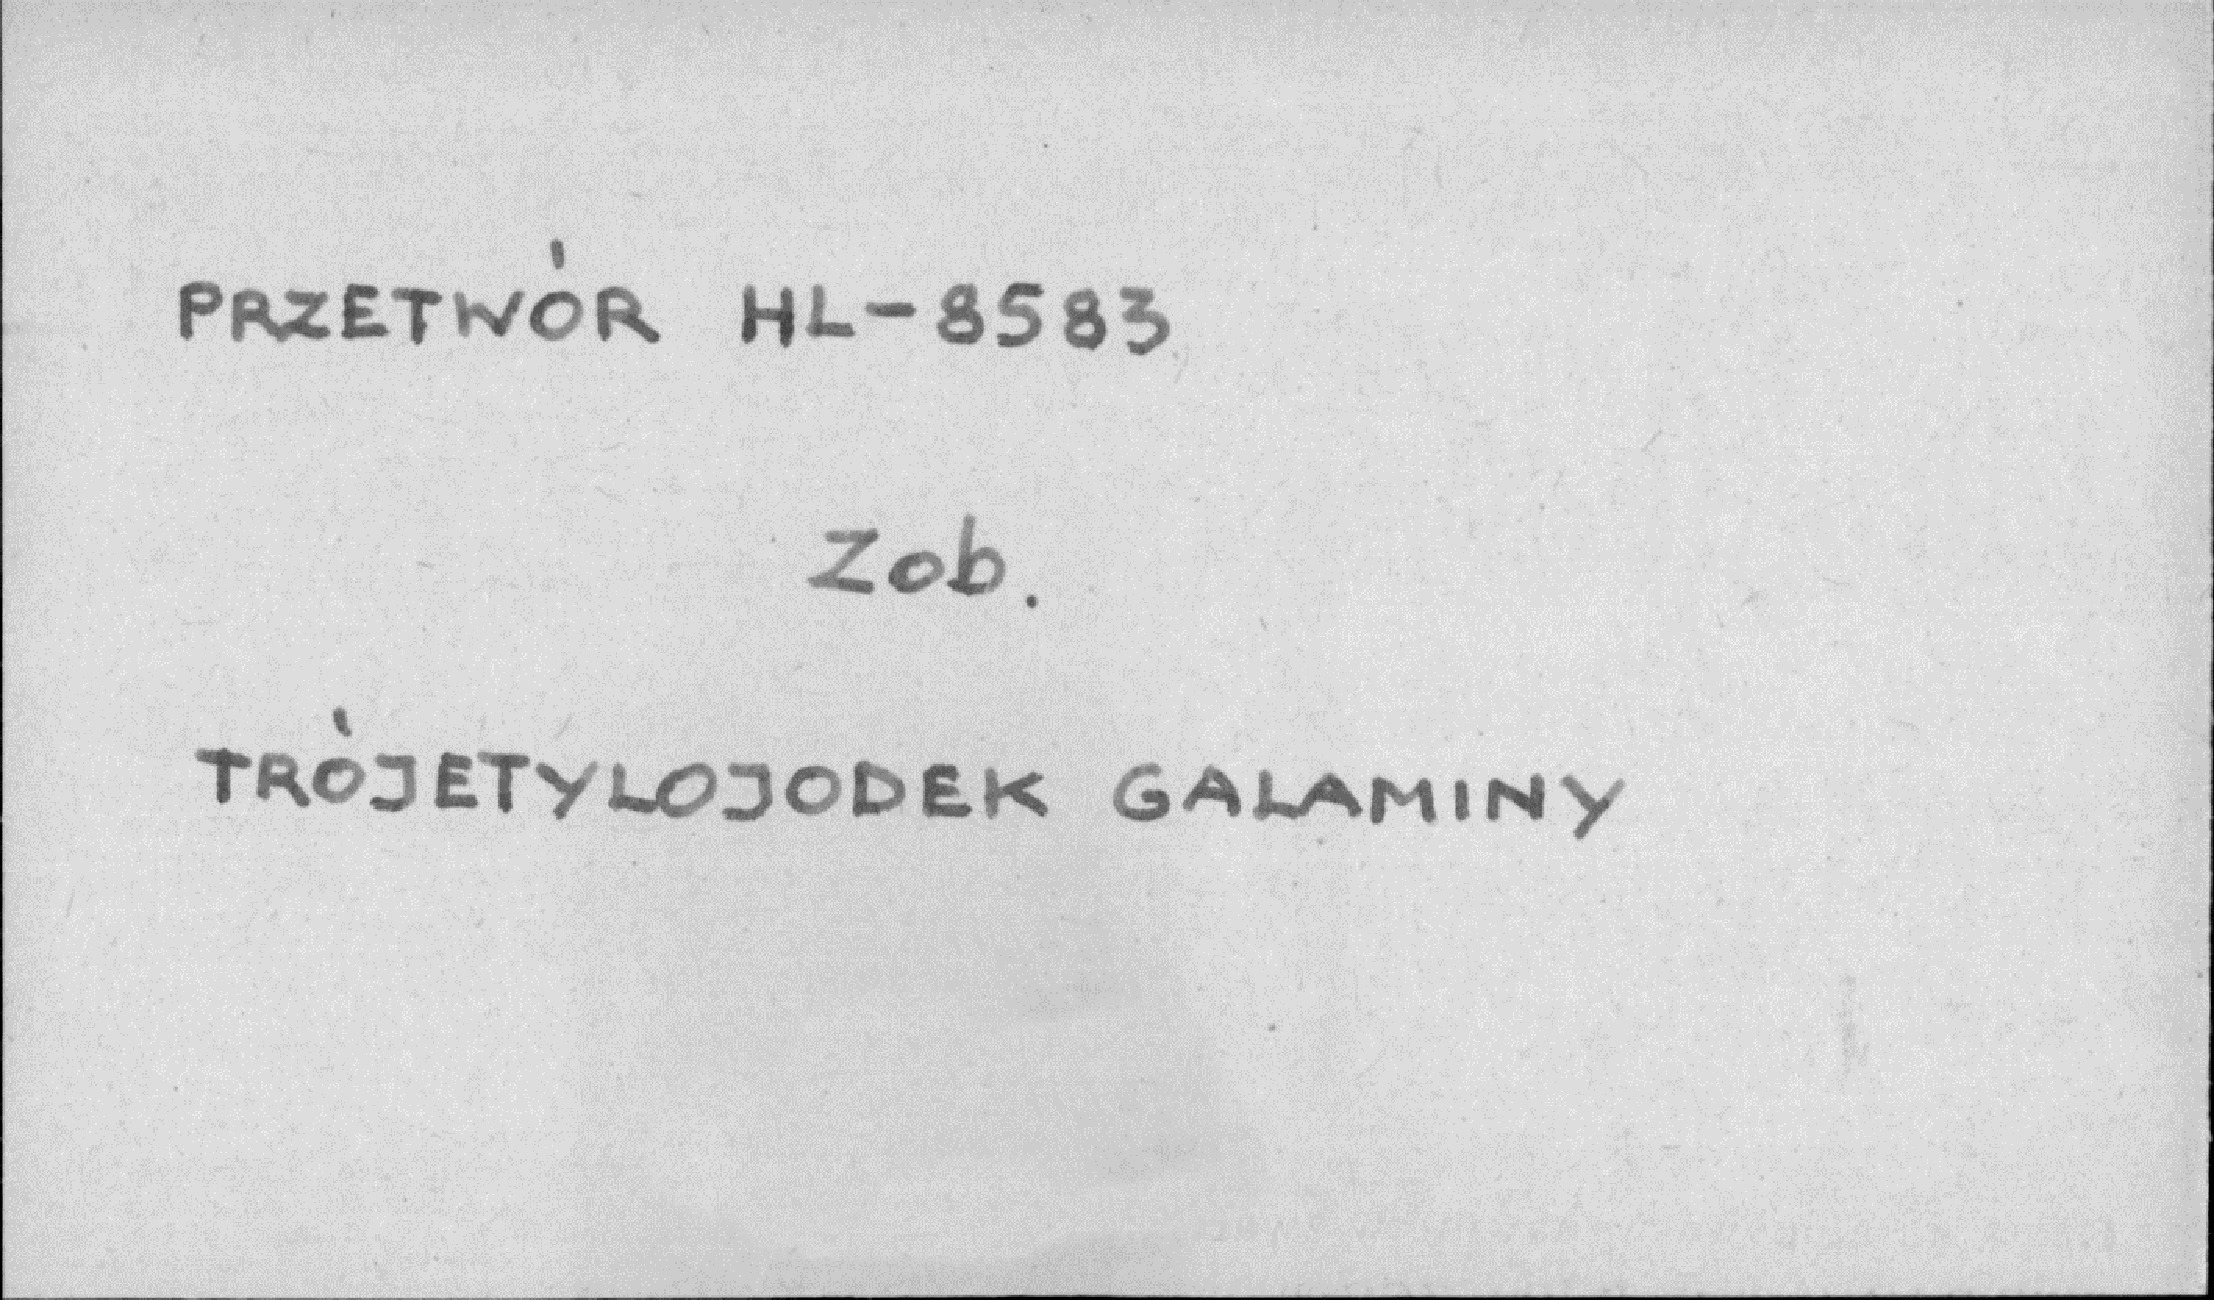 PRZETWÓR HL-8583
Zob.
TRÓJETYLOJODEK GALAMINY